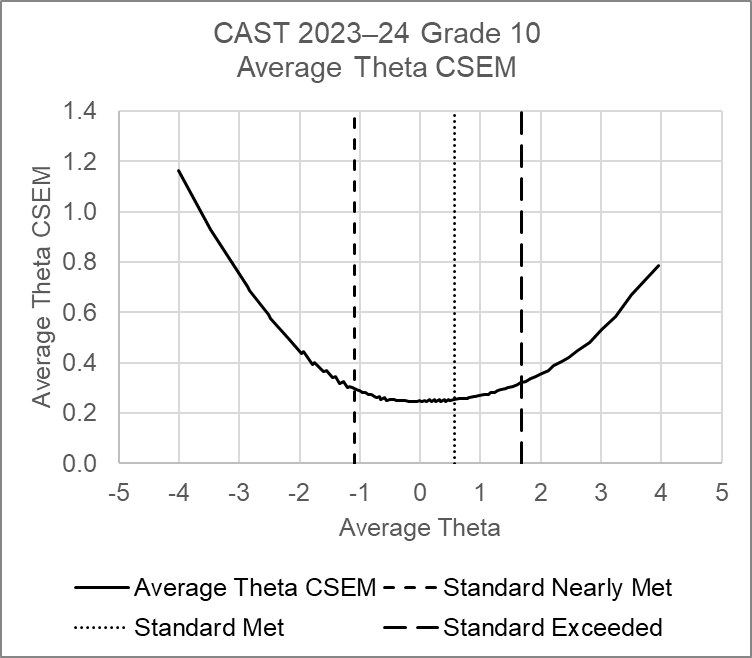 CAST 2023–24 Grade 10
Average Theta CSEM
1.4
1.2
1.0
0.8
0.6
0.4
0.2
0.0
Average Theta CSEM
-5 -4 -3 -2 -1 0 1 2 3 4 5
Average Theta
Average Theta CSEM Standard Nearly Met
Standard Met Standard Exceeded